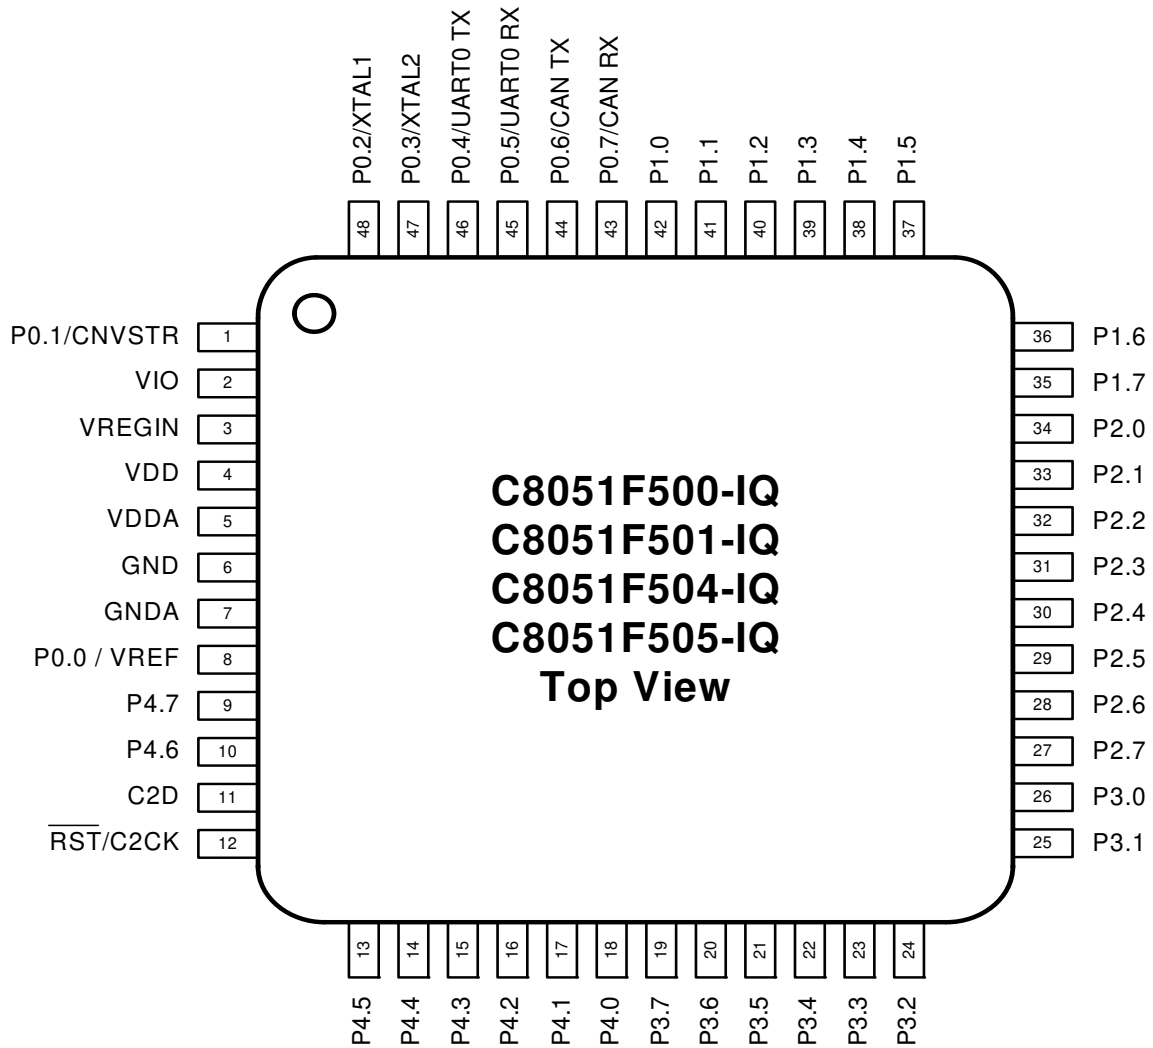 P0.2/XTAL1
P0.3/XTAL2
P0.4/UART0 TX
P0.5/UART0 RX
P0.6/CAN TX
P0.7/CAN RX
P1.0
P1.1
P1.2
P1.3
P1.4
P1.5
48
47
46
45
44
43
42
41
40
39
38
37
P0.1/CNVSTR 1
VIO 2
VREGIN 3
VDD 4
VDDA 5
GND 6
GNDA 7
P0.0 / VREF 8
P4.7 9
P4.6 10
C2D 11
RST/C2CK 12
C8051F500-IQ
C8051F501-IQ
C8051F504-IQ
C8051F505-IQ
Top View
36 P1.6
35 P1.7
34 P2.0
33 P2.1
32 P2.2
31 P2.3
30 P2.4
29 P2.5
28 P2.6
27 P2.7
26 P3.0
25 P3.1
13
14
15
16
17
18
19
20
21
22
23
24
P4.5
P4.4
P4.3
P4.2
P4.1
P4.0
P3.7
P3.6
P3.5
P3.4
P3.3
P3.2